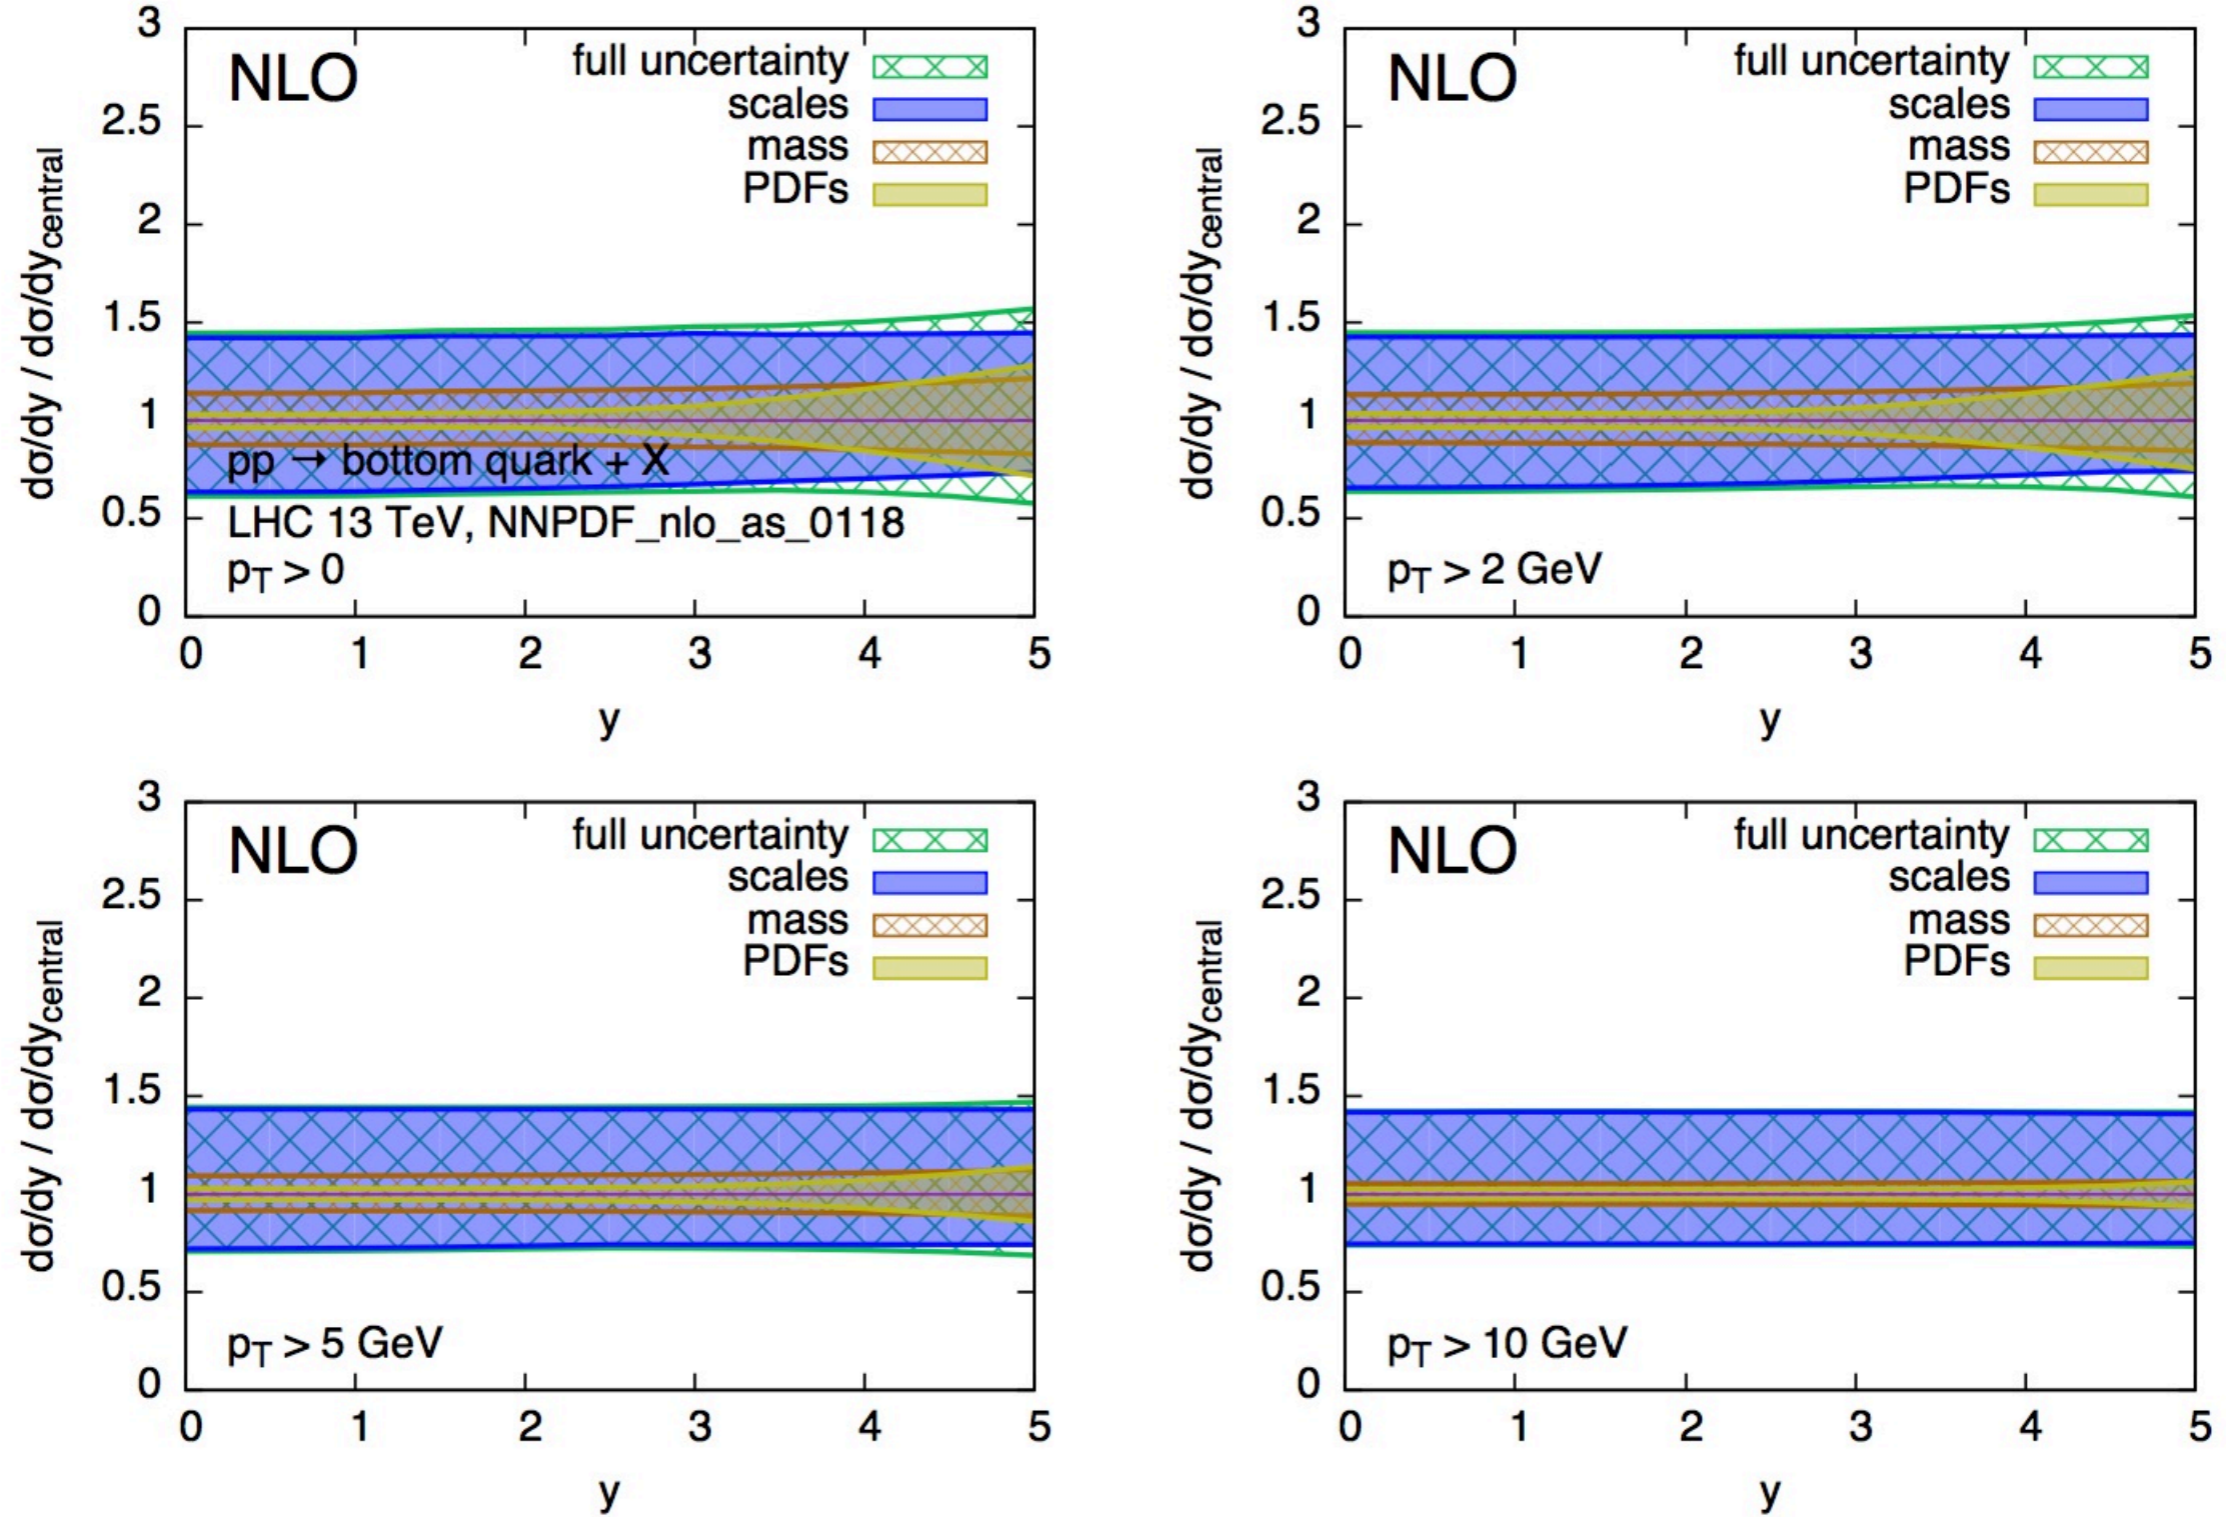 NLO
full uncertainty
scales
mass
PDFs
3
2.5
2
1.5
1
0.5
0
dσ/dy / dσ/dycentral
pp → bottom quark + X
LHC 13 TeV, NNPDF_nlo_as_0118
pT > 0
0 1 2 3 4 5
y
NLO
full uncertainty
scales
mass
PDFs
3
2.5
2
1.5
1
0.5
0
dσ/dy / dσ/dycentral
pT > 2 GeV
0 1 2 3 4 5
y
NLO
full uncertainty
scales
mass
PDFs
3
2.5
2
1.5
1
0.5
0
dσ/dy / dσ/dycentral
pT > 5 GeV
0 1 2 3 4 5
y
NLO
full uncertainty
scales
mass
PDFs
3
2.5
2
1.5
1
0.5
0
dσ/dy / dσ/dycentral
pT > 10 GeV
0 1 2 3 4 5
y